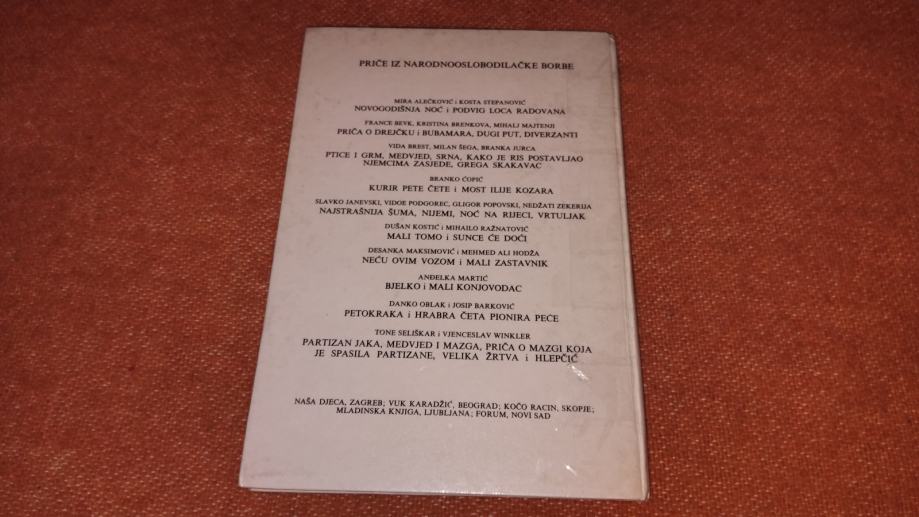 PRIČE IZ NARODNOOSLOBODILAČKE BORBE
MIRA ALEČKOVIĆ i KOSTA STEPANOVIĆ
NOVOGODIŠNJA NOĆ i PODVIG LOCA RADOVANA
FRANCE BEVK, KRISTINA BRENKOVA, MIHALJ MAJTENJI
PRIČA O DREJČKU i BUBAMARA, DUGI PUT, DIVERZANTI
VIDA BREST, MILAN ŠEGA, BRANKA JURCA
PTICE I GRM, MEDVJED, SRNA, KAKO JE RIS POSTAVLJAO
NJEMCIMA ZASJEDE, GREGA SKAKAVAC
BRANKO ĆOPIĆ
KURIR PETE ČETE i MOST ILIJE KOZARA
SLAVKO JANEVSKI, VIDOE PODGOREC, GLIGOR POPOVSKI, NEDŽATI ZEKERIJA
NAJSTRAŠNIJA ŠUMA, NIJEMI, NOĆ NA RIJECI, VRTULJAK
DUŠAN KOSTIĆ i MIHAILO RAŽNATOVIĆ
MALI TOMO i SUNCE ĆE DOĆI
DESANKA MAKSIMOVIĆ i MEHMED ALI HODŽA
NEĆU OVIM VOZOM i MALI ZASTAVNIK
ANĐELKA MARTIĆ
BJELKO i MALI KONJOVODAC
DANKO OBLAK i JOSIP BARKOVIĆ
PETOKRAKA i HRABRA ČETA PIONIRA PEĆE
TONE SELIŠKAR i VJENCESLAV WINKLER
PARTIZAN JAKA, MEDVJED I MAZGA, PRIČA O MAZGI KOJA
JE SPASILA PARTIZANE, VELIKA ŽRTVA i HLEPČIĆ
NAŠA DJECA, ZAGREB; VUK KARADŽIĆ, BEOGRAD; KOČO RACIN, SKOPJE;
MLADINSKA KNJIGA, LJUBLJANA; FORUM, NOVI SAD